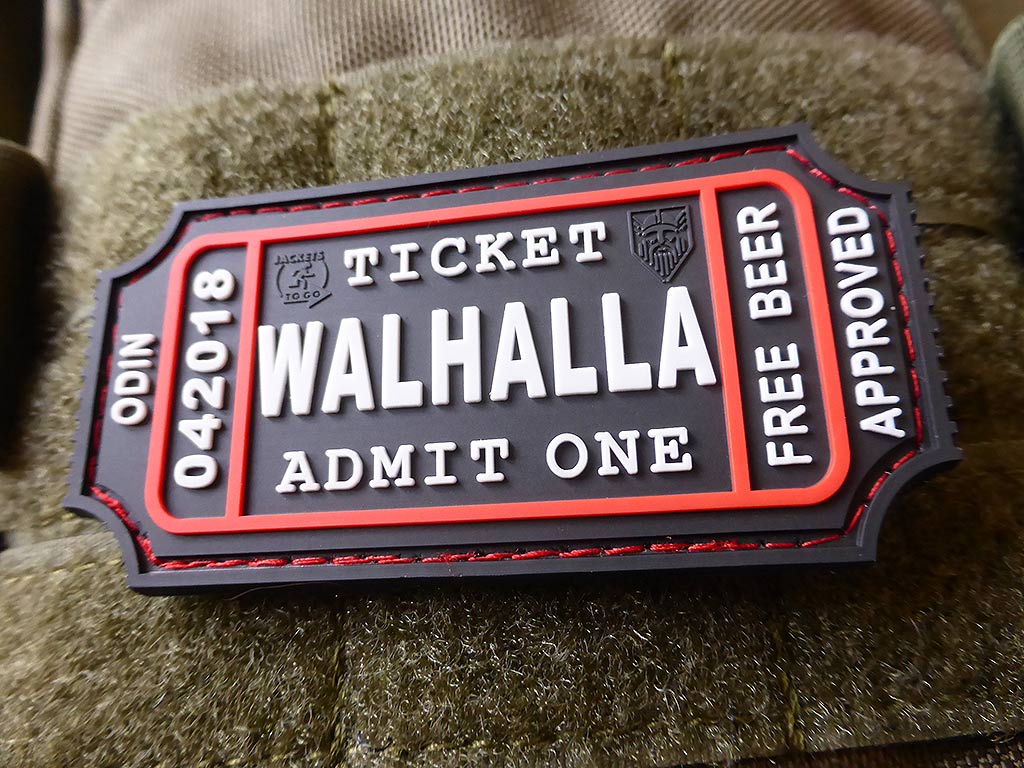 ODIN
042018
JACKETS
TO GO
TICKET
WALHALLA
ADMIT ONE
FREE BEER
APPROVED